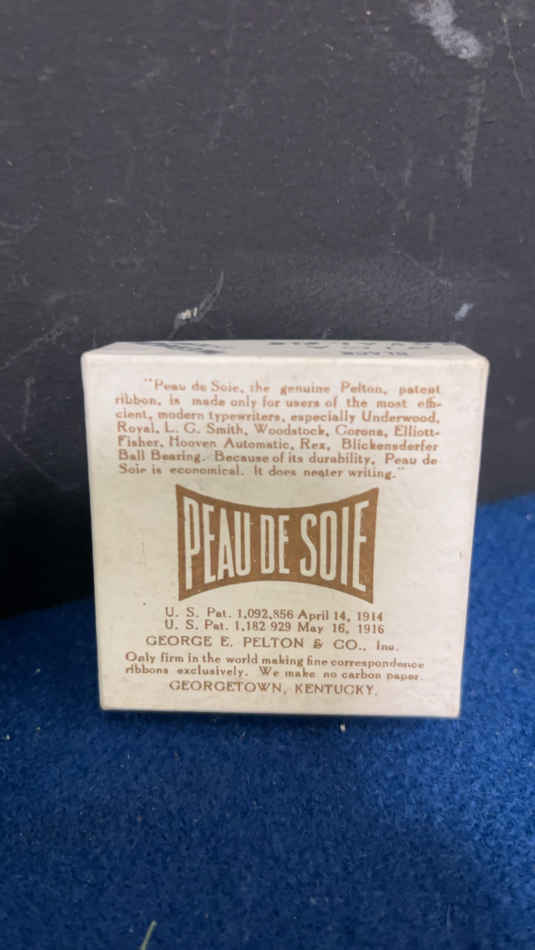 BLACK
"Peau de Soie, the genuine Pelton, patent
ribbon, is made only for users of the most effi-
cient, modern typewriters, especially Underwood,
Royal, L. C. Smith, Woodstock, Corona, Elliott-
Fisher, Hooven Automatic, Rex, Blickensderfer
Ball Bearing. Because of its durability, Peau de
Soie is economical. It does neater writing."
PEAU DE SOIE
U. S. Pat. 1,092,856 April 14, 1914
U. S. Pat. 1,182 929 May 16, 1916
GEORGE E. PELTON & CO., Inc.
Only firm in the world making fine correspondence
ribbons exclusively. We make no carbon paper.
GEORGETOWN, KENTUCKY.